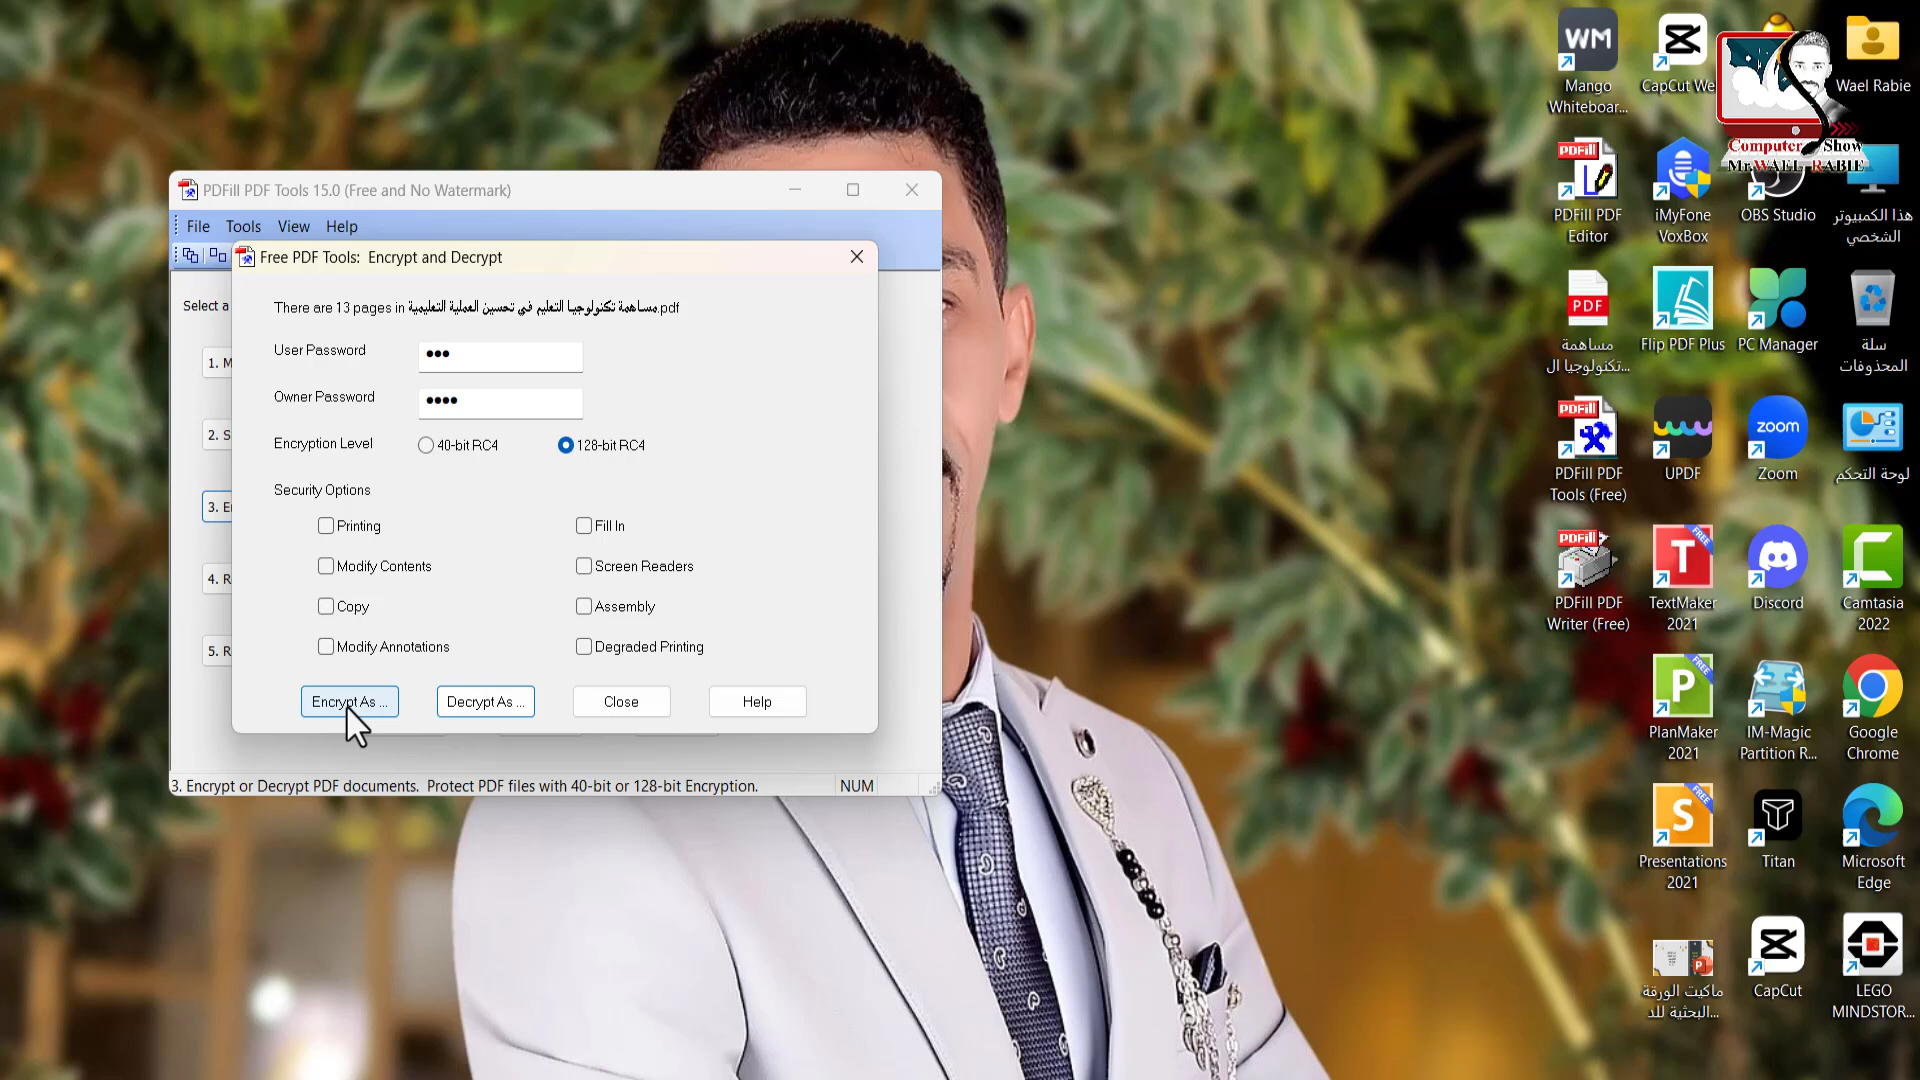 PDFill PDF Tools 15.0 (Free and No Watermark)
File Tools View Help
Free PDF Tools: Encrypt and Decrypt
Select a
There are 13 pages in مساهمة تكنولوجيا التعليم في تحسين العملية التعليمية.pdf
User Password
Owner Password
Encryption Level
40-bit RC4
128-bit RC4
Security Options
Printing
Fill In
Modify Contents
Screen Readers
Copy
Assembly
Modify Annotations
Degraded Printing
1. M
2. S
3. E
4. R
5. R
Encrypt As ...
Decrypt As ...
Close
Help
3. Encrypt or Decrypt PDF documents. Protect PDF files with 40-bit or 128-bit Encryption.
NUM
WM
Mango
Whiteboar...
CapCut We
Wael Rabie
Computer Show
Mr.WAEL RABIE
PDFill
PDFill PDF
Editor
iMyFone
VoxBox
OBS Studio
هذا الكمبيوتر
الشخصي
PDF
مساهمة
تكنولوجيا ال...
Flip PDF Plus
PC Manager
سلة
المحذوفات
PDFill
PDFill PDF
Tools (Free)
UPDF
zoom
Zoom
لوحة التحكم
PDFill
PDFill PDF
Writer (Free)
FREE
T
TextMaker
2021
Discord
Camtasia
2022
FREE
P
PlanMaker
2021
IM-Magic
Partition R...
Google
Chrome
FREE
S
Presentations
2021
Titan
Microsoft
Edge
P
ماكيت الورقة
البحثية للد...
CapCut
LEGO
MINDSTOR...